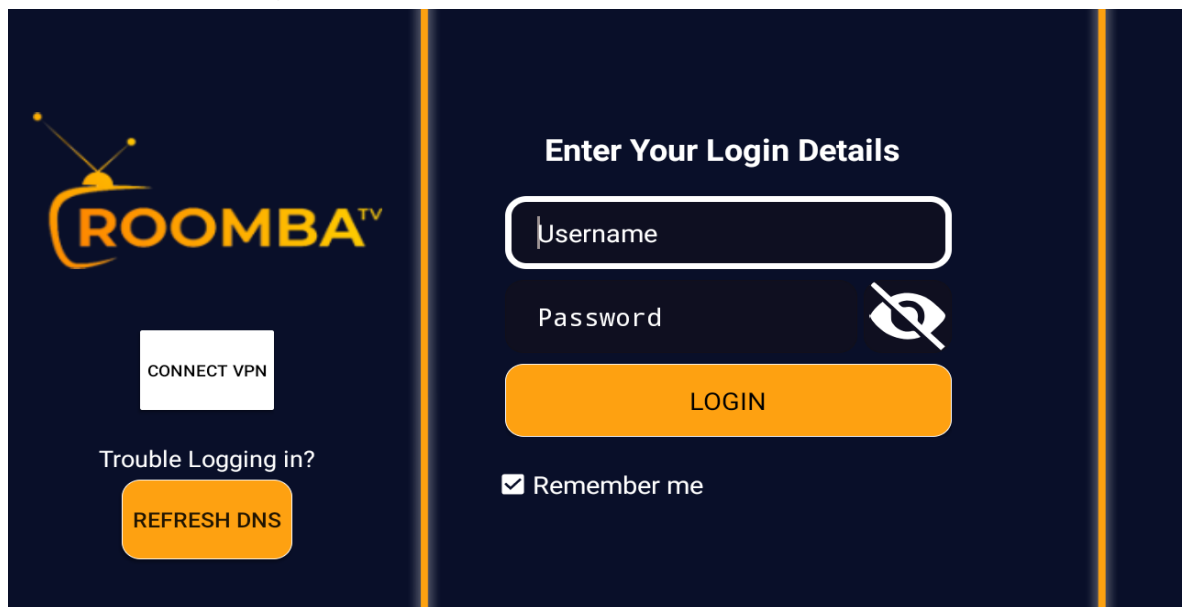 ROOMBA TV
CONNECT VPN
Trouble Logging in?
REFRESH DNS
Enter Your Login Details
Username
Password
LOGIN
Remember me